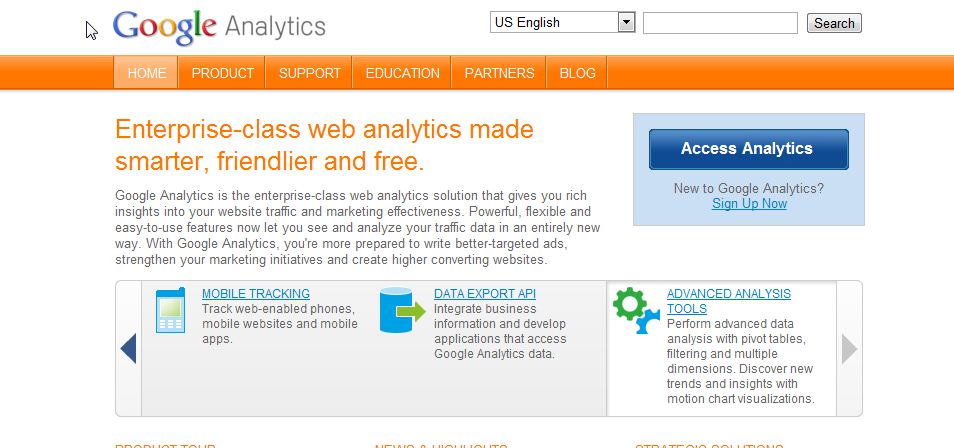 Google Analytics
US English
Search
HOME PRODUCT SUPPORT EDUCATION PARTNERS BLOG
Enterprise-class web analytics made
smarter, friendlier and free.
Google Analytics is the enterprise-class web analytics solution that gives you rich
insights into your website traffic and marketing effectiveness. Powerful, flexible and
easy-to-use features now let you see and analyze your traffic data in an entirely new
way. With Google Analytics, you're more prepared to write better-targeted ads,
strengthen your marketing initiatives and create higher converting websites.
Access Analytics
New to Google Analytics?
Sign Up Now
MOBILE TRACKING
Track web-enabled phones,
mobile websites and mobile
apps.
DATA EXPORT API
Integrate business
information and develop
applications that access
Google Analytics data.
ADVANCED ANALYSIS
TOOLS
Perform advanced data
analysis with pivot tables,
filtering and multiple
dimensions. Discover new
trends and insights with
motion chart visualizations.
PRODUCT TOUR
NEWS & HIGHLIGHTS
STRATEGIC SOLUTIONS